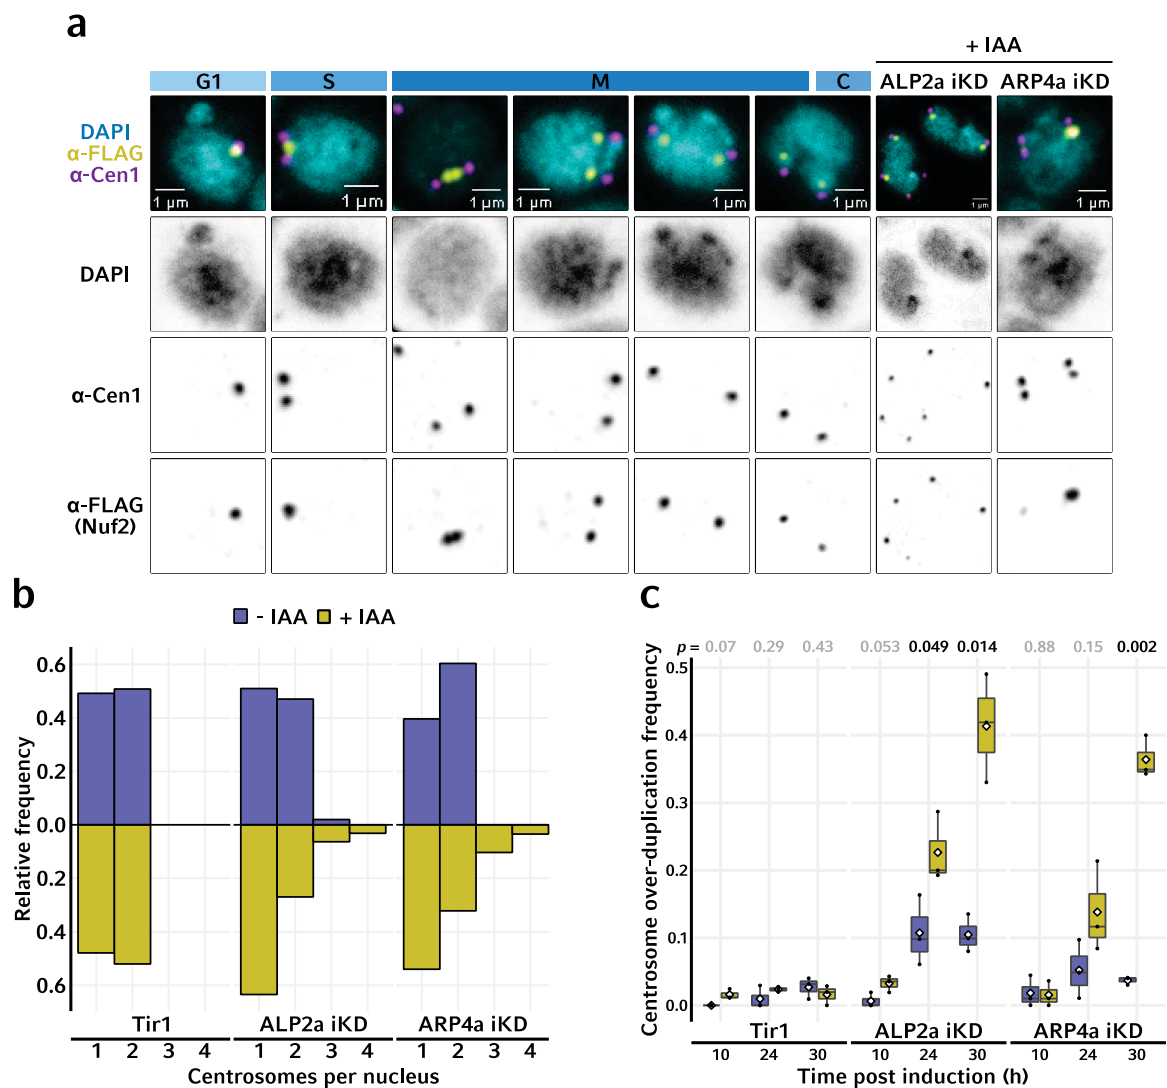 a
+ IAA
G1 S M C ALP2a iKD ARP4a iKD
DAPI
α-FLAG
α-Cen1
1 µm 1 µm 1 µm 1 µm 1 µm 1 µm 1 µm 1 µm
DAPI
α-Cen1
α-FLAG
(Nuf2)
b
- IAA + IAA
Relative frequency
0.6
0.4
0.2
0.0
0.2
0.4
0.6
Tir1 ALP2a iKD ARP4a iKD
1 2 3 4 1 2 3 4 1 2 3 4
Centrosomes per nucleus
c
p = 0.07 0.29 0.43 0.053 0.049 0.014 0.88 0.15 0.002
Centrosome over-duplication frequency
0.5
0.4
0.3
0.2
0.1
0.0
Tir1 ALP2a iKD ARP4a iKD
10 24 30 10 24 30 10 24 30
Time post induction (h)